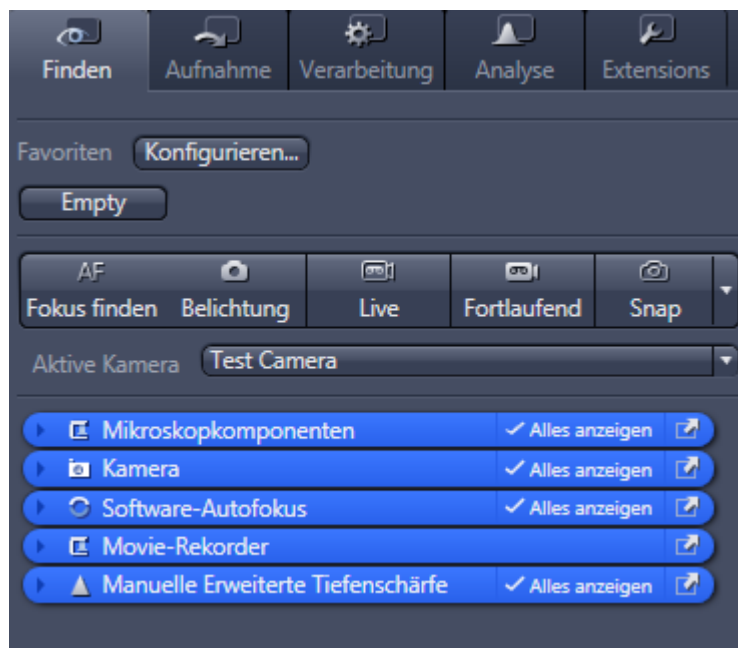 Finden Aufnahme Verarbeitung Analyse Extensions
Favoriten Konfigurieren...
Empty
AF
Fokus finden Belichtung Live Fortlaufend Snap
Aktive Kamera Test Camera
Mikroskopkomponenten Alles anzeigen
Kamera Alles anzeigen
Software-Autofokus Alles anzeigen
Movie-Rekorder
Manuelle Erweiterte Tiefenschärfe Alles anzeigen